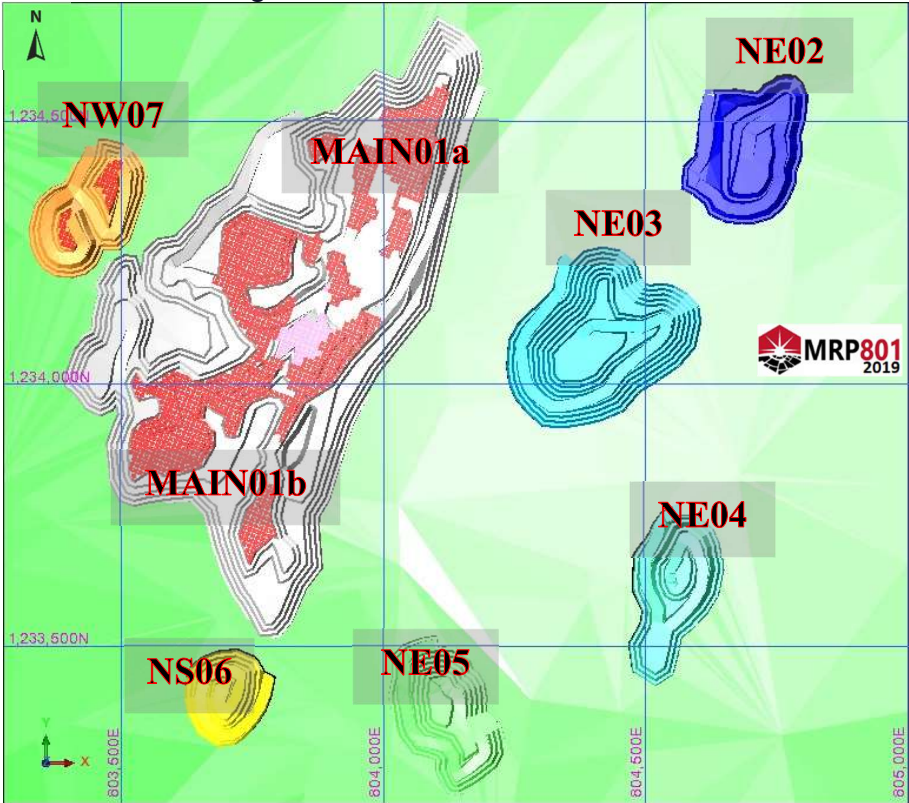 N
NE02
1,234,500N
NW07
MAIN01a
NE03
MRP801
2019
1,234,000N
MAIN01b
NE04
1,233,500N
NS06
NE05
Y
X
803,500E
804,000E
804,500E
805,000E